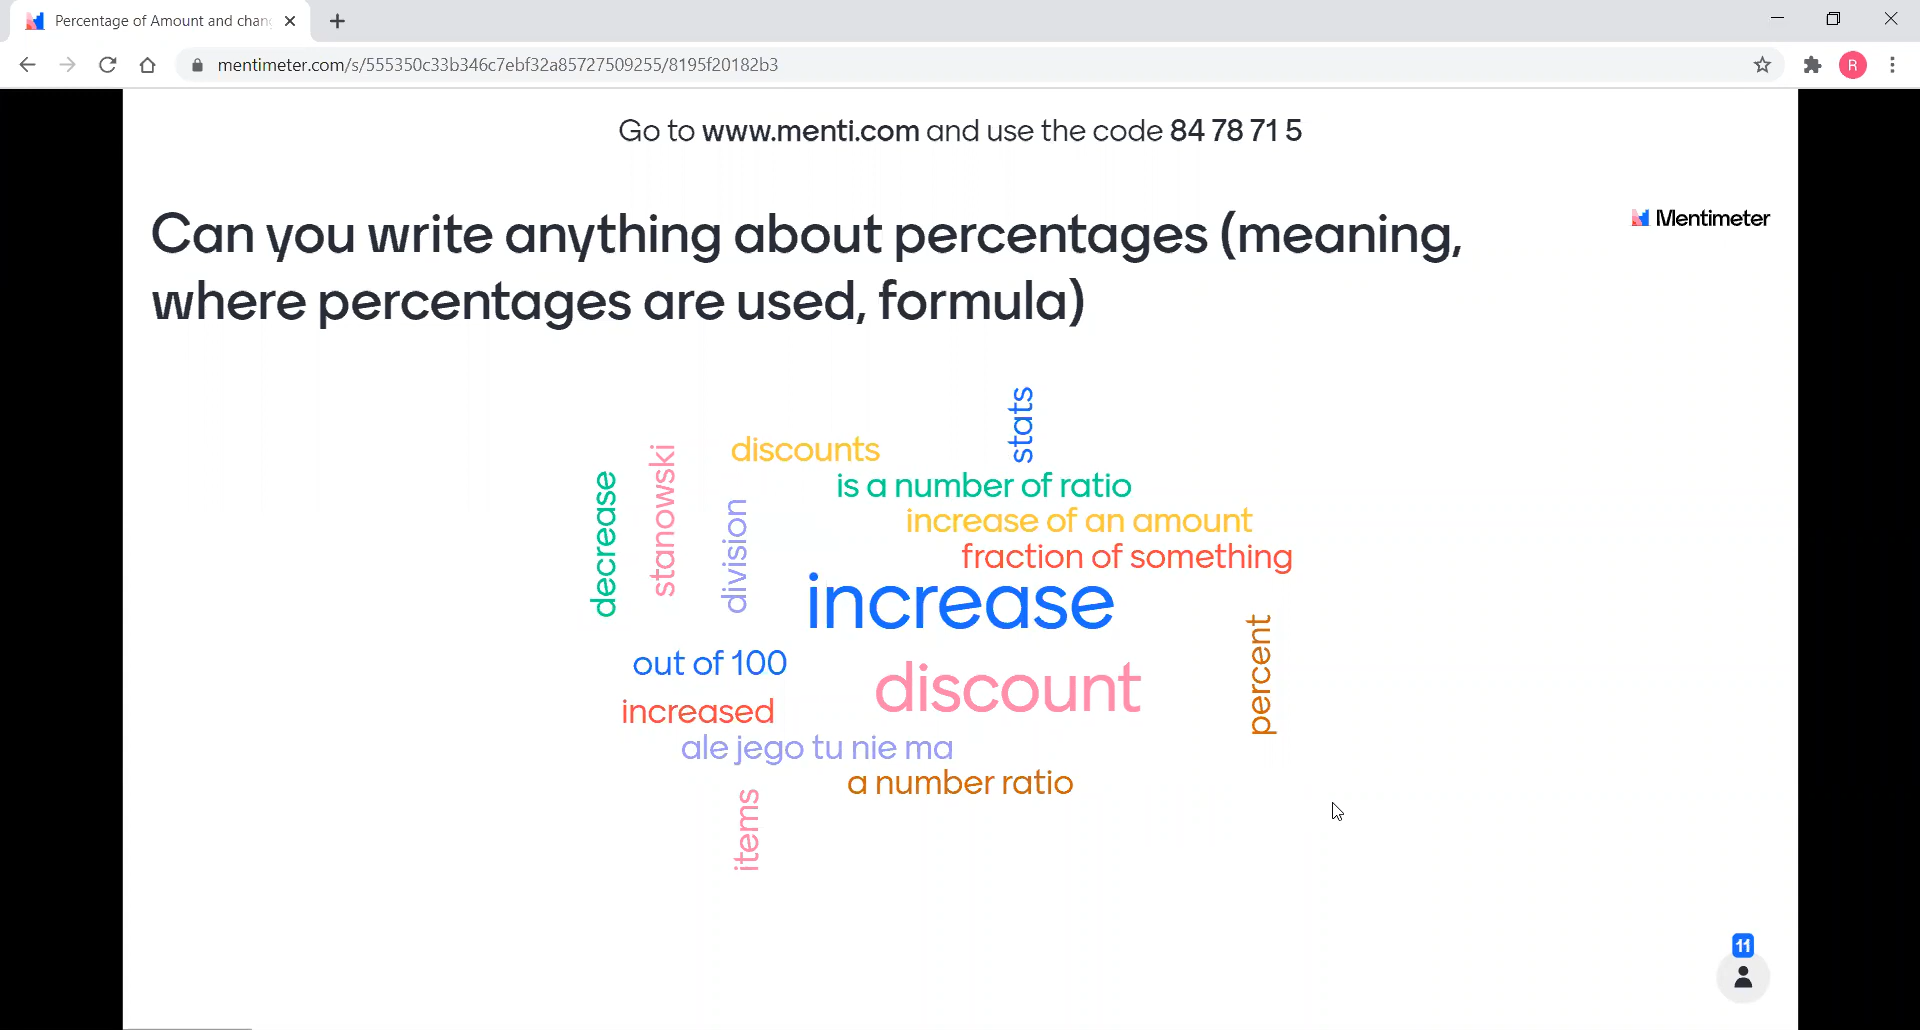 Percentage of Amount and chan
mentimeter.com/s/555350c33b346c7ebf32a85727509255/8195f20182b3
R
Go to www.menti.com and use the code 84 78 71 5
Can you write anything about percentages (meaning,
where percentages are used, formula)
Mentimeter
stats
discounts
stanowski
decrease
is a number of ratio
division
increase of an amount
fraction of something
increase
percent
out of 100
discount
increased
ale jego tu nie ma
a number ratio
items
11